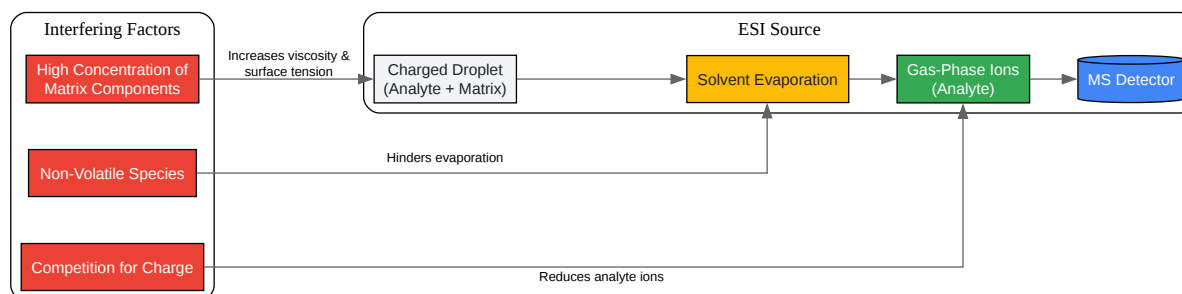 Interfering Factors
ESI Source
High Concentration of
Matrix Components
Increases viscosity &
surface tension
Charged Droplet
(Analyte + Matrix)
Solvent Evaporation
Gas-Phase Ions
(Analyte)
MS Detector
Non-Volatile Species
Hinders evaporation
Competition for Charge
Reduces analyte ions